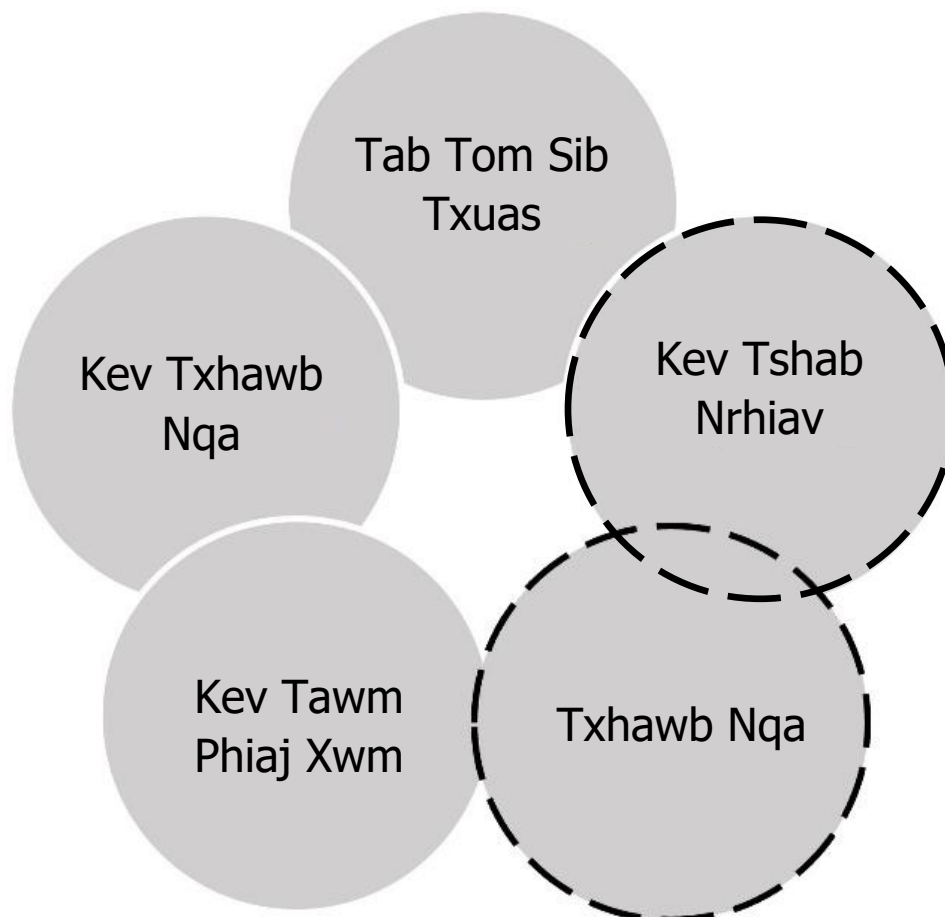 Tab Tom Sib
Txuas
Kev Tshab
Nrhiav
Txhawb Nqa
Kev Tawm
Phiaj Xwm
Kev Txhawb
Nqa